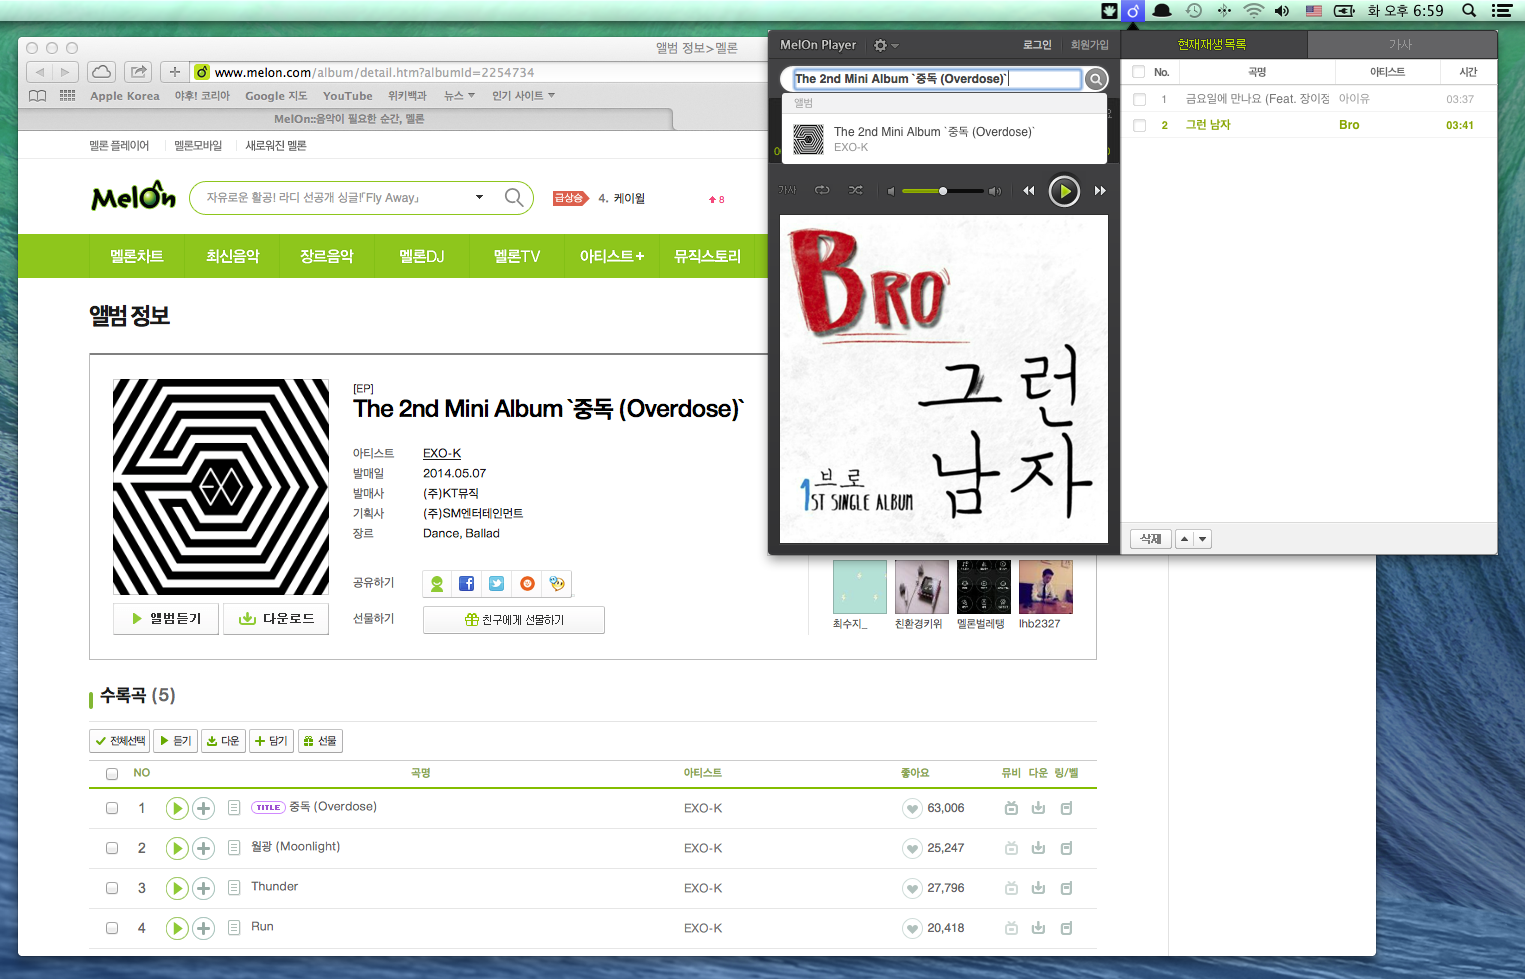 화 오후 6:59
앨범 정보>멜론
www.melon.com/album/detail.htm?albumId=2254734
Apple Korea 야후! 코리아 Google 지도 YouTube 위키백과 뉴스 인기 사이트
MelOn::음악이 필요한 순간, 멜론
멜론 플레이어 멜론모바일 새로워진 멜론
MelOn
자유로운 활공! 라디 선공개 싱글!「Fly Away」
급상승 4. 케이윌 8
멜론차트 최신음악 장르음악 멜론DJ 멜론TV 아티스트+ 뮤직스토리
앨범 정보
[EP]
The 2nd Mini Album `중독 (Overdose)`
EXO
아티스트 EXO-K
발매일 2014.05.07
발매사 (주)KT뮤직
기획사 (주)SM엔터테인먼트
장르 Dance, Ballad
공유하기
선물하기 친구에게 선물하기
앨범듣기 다운로드
최수지_ 친환경키위 멜론벌레탱 lhb2327
수록곡 (5)
전체선택 듣기 다운 담기 선물
NO 곡명 아티스트 좋아요 뮤비 다운 링/벨
1 TITLE 중독 (Overdose) EXO-K 63,006
2 월광 (Moonlight) EXO-K 25,247
3 Thunder EXO-K 27,796
4 Run EXO-K 20,418
MelOn Player 로그인 회원가입
The 2nd Mini Album `중독 (Overdose)`
앨범
The 2nd Mini Album `중독 (Overdose)`
EXO-K
가사
BRO
그런
남자
브로
1ST SINGLE ALBUM
현재재생목록 가사
No. 곡명 아티스트 시간
1 금요일에 만나요 (Feat. 장이정 아이유 03:37
2 그런 남자 Bro 03:41
삭제